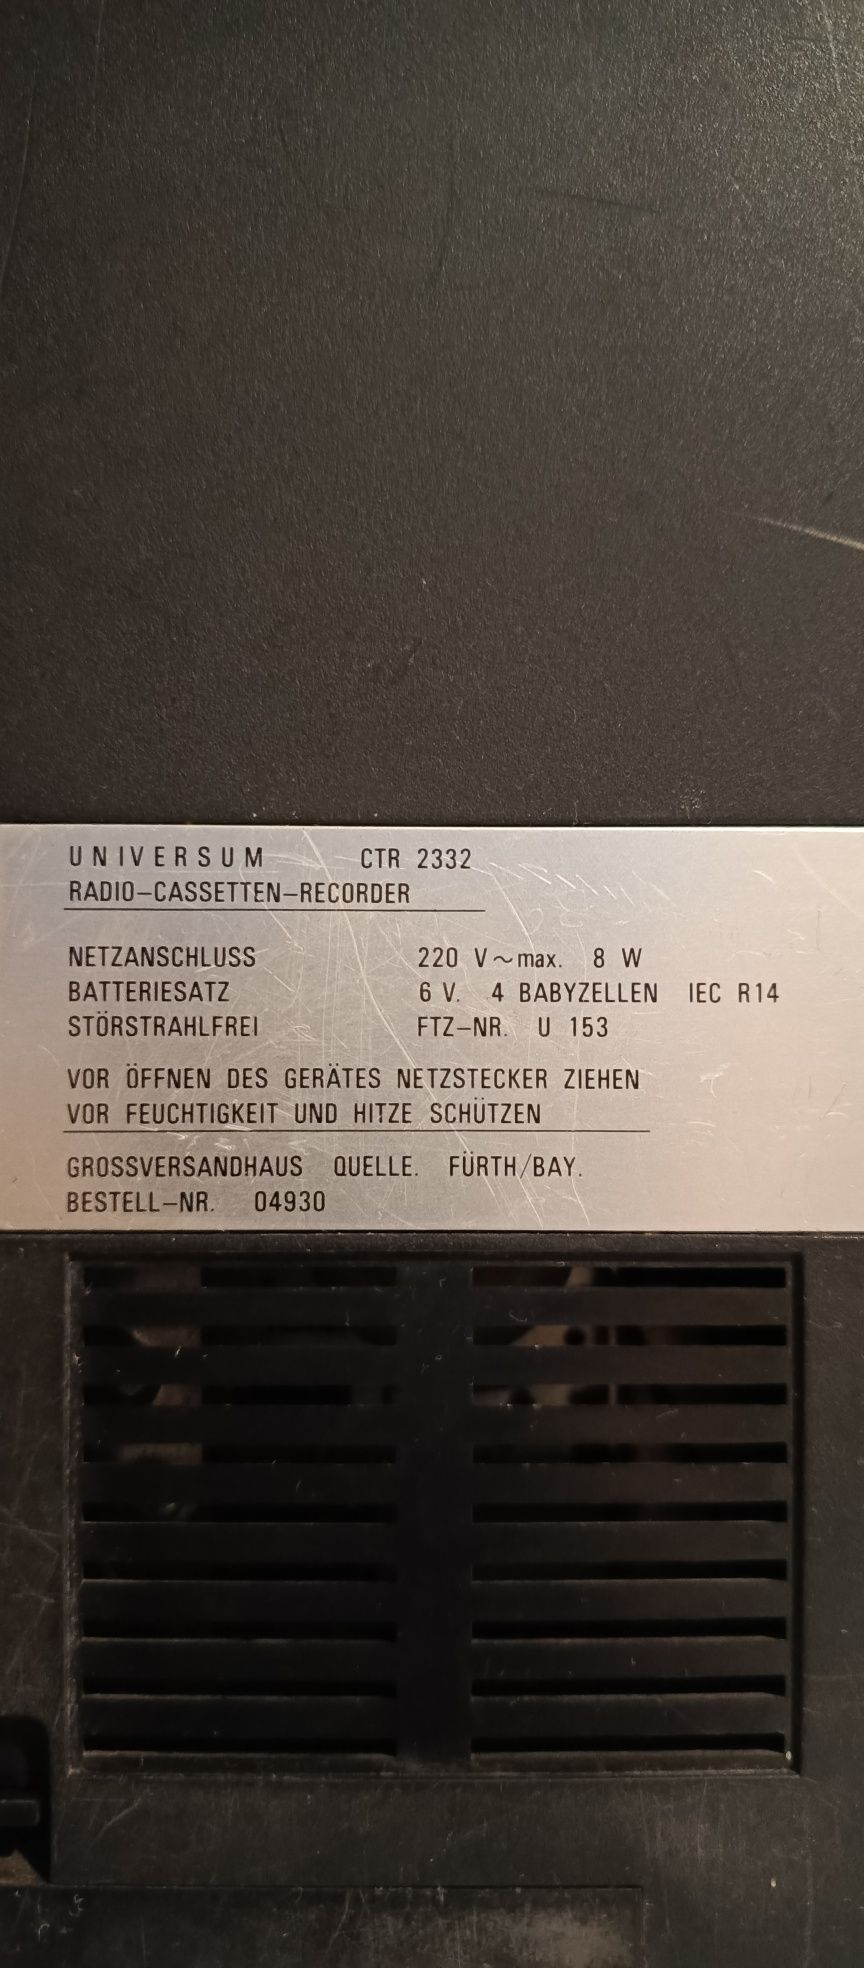 UNIVERSUM CTR 2332
RADIO–CASSETTEN–RECORDER
NETZANSCHLUSS 220 V~max. 8 W
BATTERIESATZ 6 V. 4 BABYZELLEN IEC R14
STÖRSTRAHLFREI FTZ–NR. U 153
VOR ÖFFNEN DES GERÄTES NETZSTECKER ZIEHEN
VOR FEUCHTIGKEIT UND HITZE SCHÜTZEN
GROSSVERSANDHAUS QUELLE. FÜRTH/BAY.
BESTELL–NR. 04930